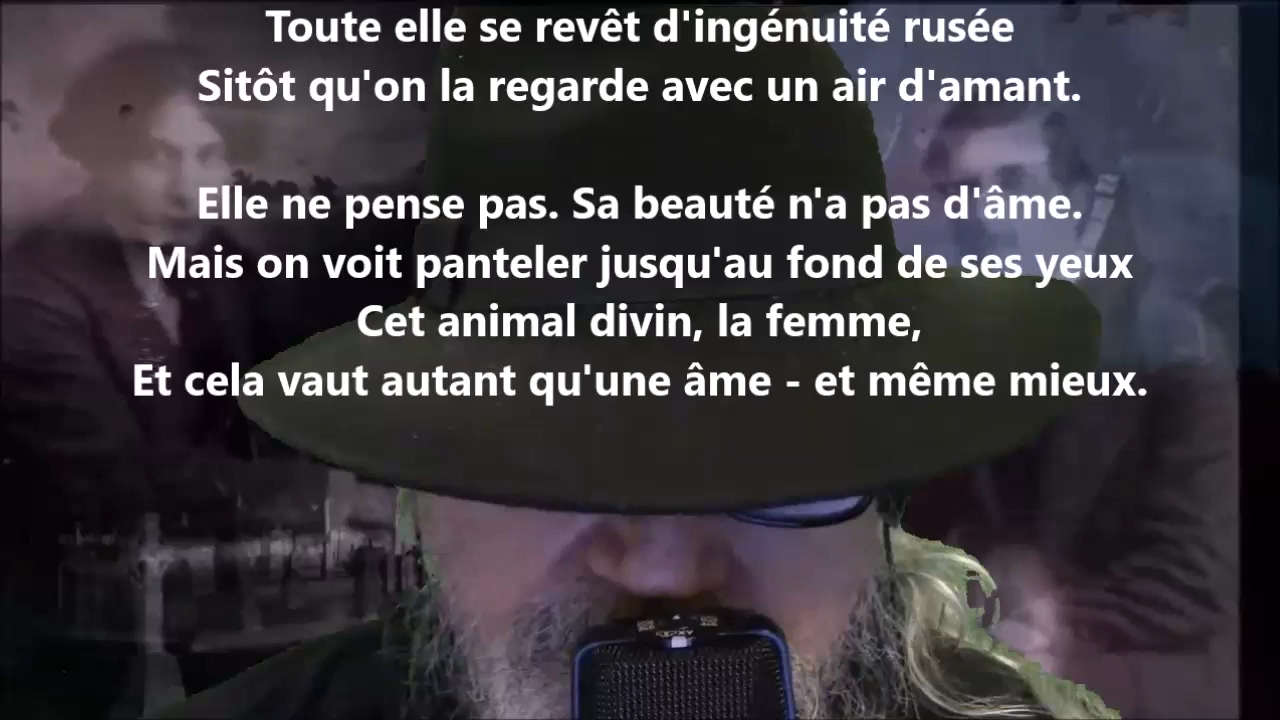 Toute elle se revêt d'ingénuité rusée
Sitôt qu'on la regarde avec un air d'amant.
Elle ne pense pas. Sa beauté n'a pas d'âme.
Mais on voit panteler jusqu'au fond de ses yeux
Cet animal divin, la femme,
Et cela vaut autant qu'une âme - et même mieux.